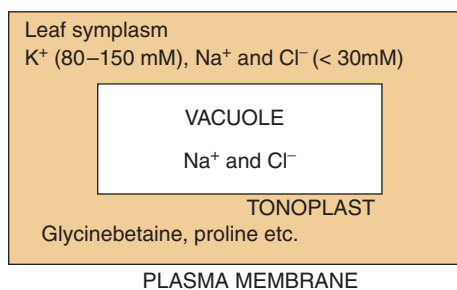 Leaf symplasm
K⁺ (80–150 mM), Na⁺ and Cl⁻ (< 30mM)
VACUOLE
Na⁺ and Cl⁻
TONOPLAST
Glycinebetaine, proline etc.
PLASMA MEMBRANE